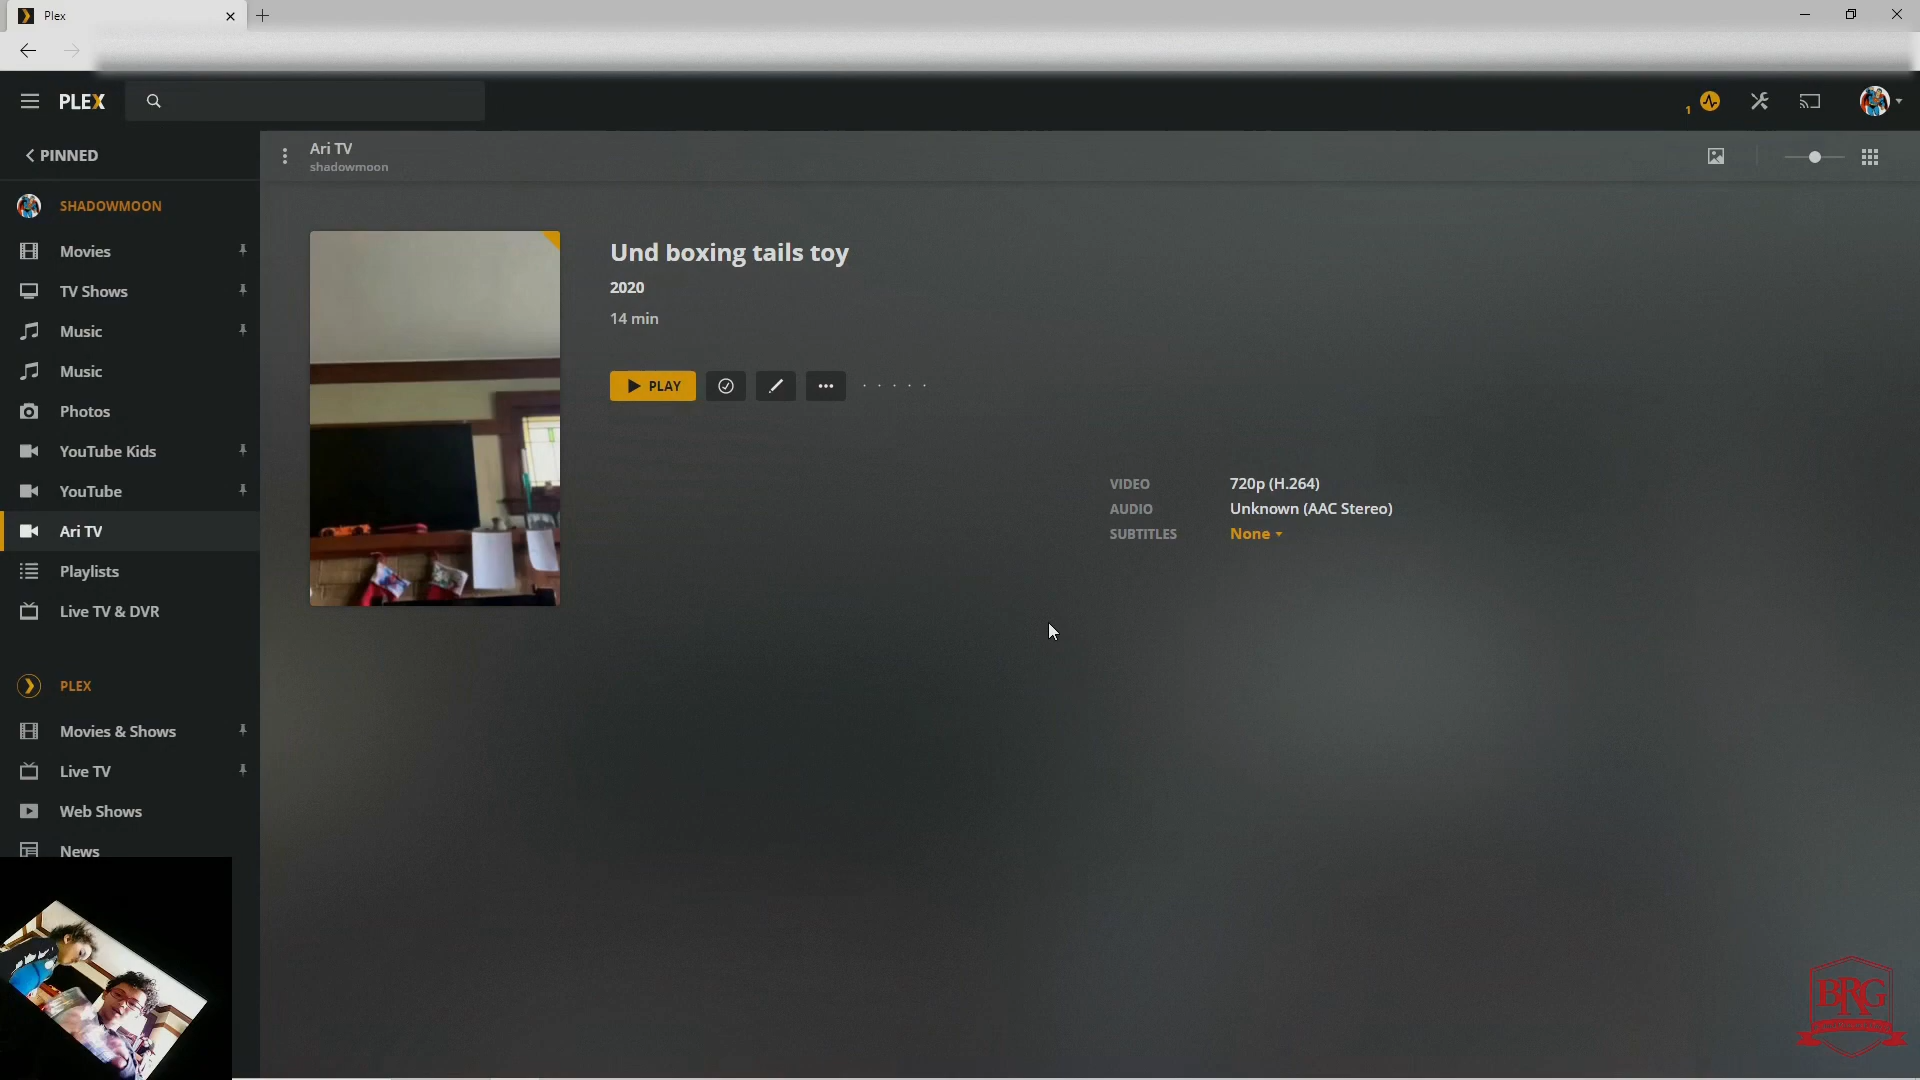 Plex
PLEX
1
PINNED
Ari TV
shadowmoon
SHADOWMOON
Movies
TV Shows
Music
Music
Photos
YouTube Kids
YouTube
Ari TV
Playlists
Live TV & DVR
PLEX
Movies & Shows
Live TV
Web Shows
News
Und boxing tails toy
2020
14 min
PLAY
VIDEO 720p (H.264)
AUDIO Unknown (AAC Stereo)
SUBTITLES None
BRG